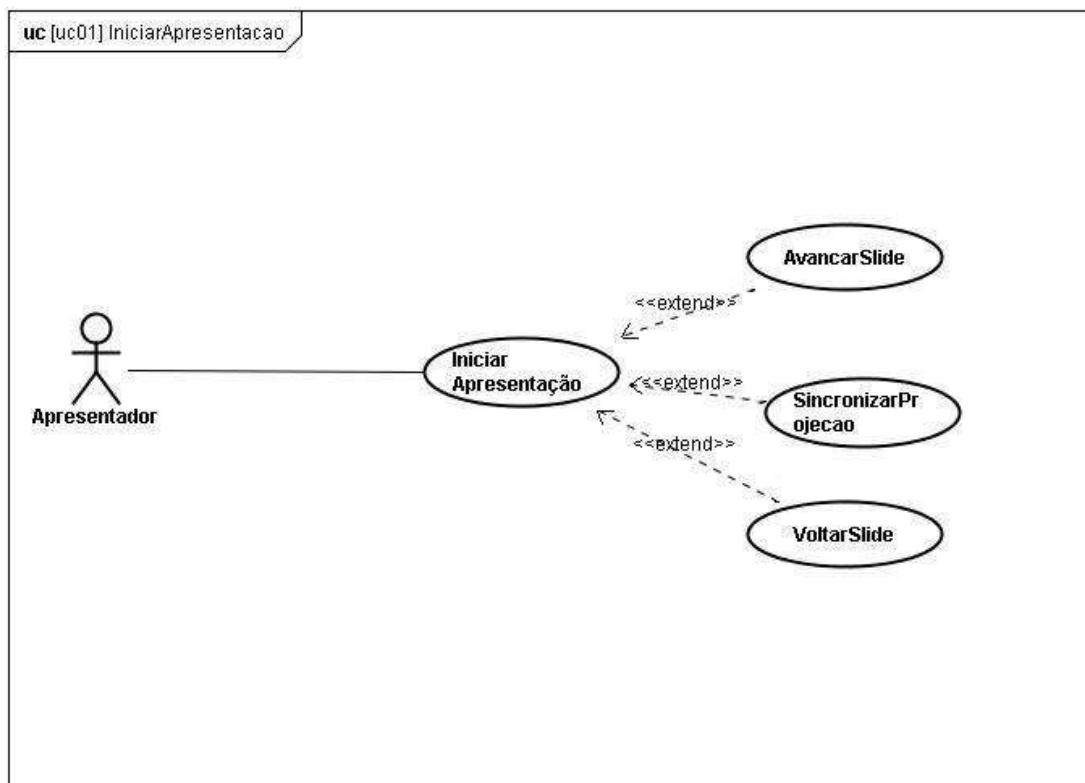 uc [uc01] IniciarApresentacao
AvancarSlide
<<extend>>
Iniciar
Apresentação
<<extend>>
SincronizarPr
ojecao
Apresentador
<<extend>>
VoltarSlide